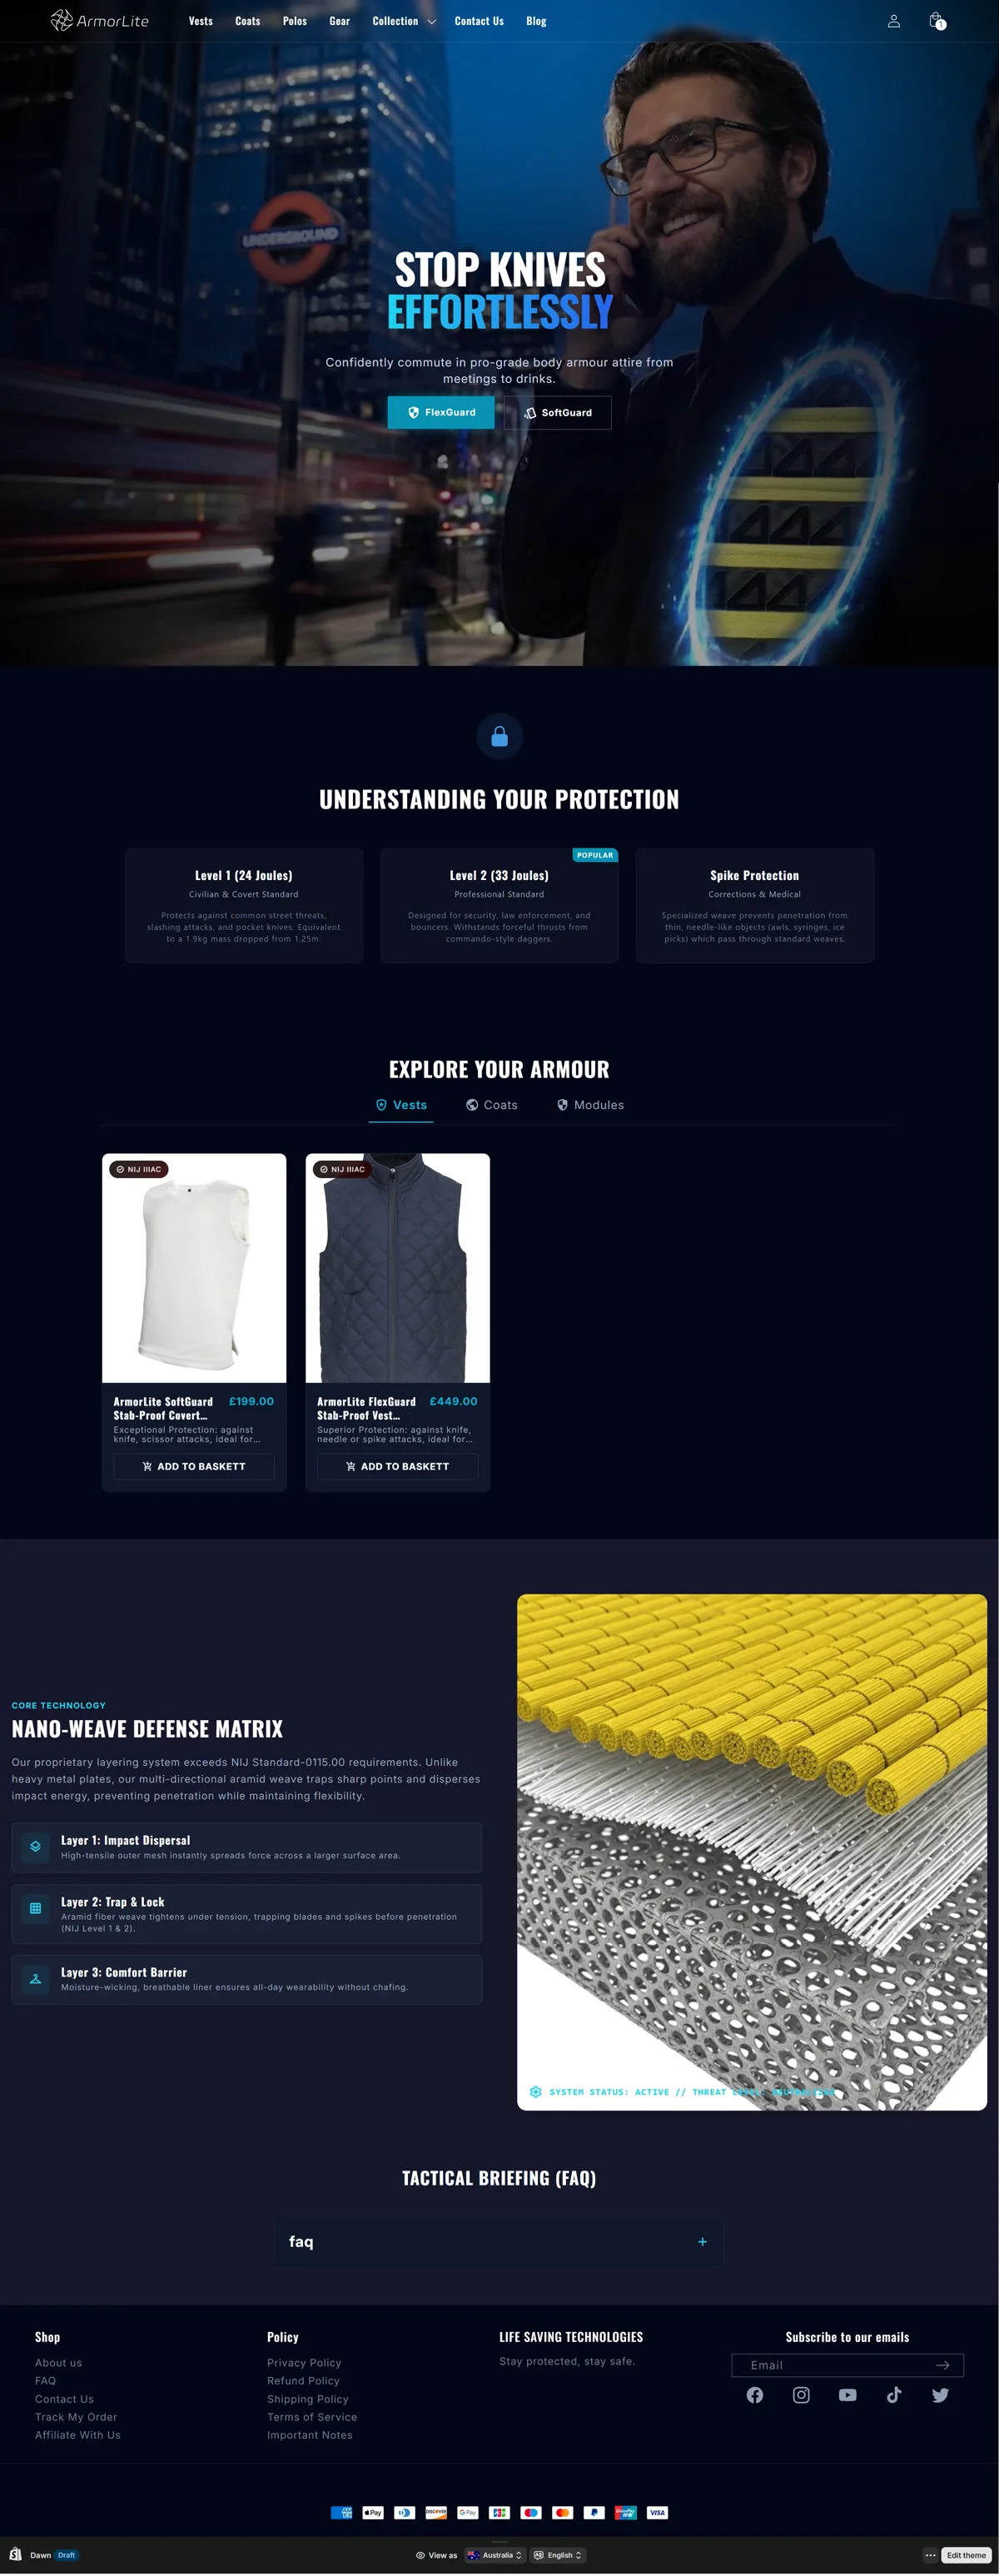 ArmorLite
Vests Coats Polos Gear Collection Contact Us Blog
1
UNDERGROUND
STOP KNIVES
EFFORTLESSLY
Confidently commute in pro-grade body armour attire from
meetings to drinks.
FlexGuard SoftGuard
UNDERSTANDING YOUR PROTECTION
Level 1 (24 Joules)
Civilian & Covert Standard
Protects against common street threats,
slashing attacks, and pocket knives. Equivalent
to a 1.9kg mass dropped from 1.25m.
POPULAR
Level 2 (33 Joules)
Professional Standard
Designed for security, law enforcement, and
bouncers. Withstands forceful thrusts from
commando-style daggers.
Spike Protection
Corrections & Medical
Specialized weave prevents penetration from
thin, needle-like objects (awls, syringes, ice
picks) which pass through standard weaves.
EXPLORE YOUR ARMOUR
Vests Coats Modules
NIJ IIIAC
ArmorLite SoftGuard £199.00
Stab-Proof Covert...
Exceptional Protection: against
knife, scissor attacks, ideal for...
ADD TO BASKETT
NIJ IIIAC
ArmorLite FlexGuard £449.00
Stab-Proof Vest...
Superior Protection: against knife,
needle or spike attacks, ideal for...
ADD TO BASKETT
CORE TECHNOLOGY
NANO-WEAVE DEFENSE MATRIX
Our proprietary layering system exceeds NIJ Standard-0115.00 requirements. Unlike
heavy metal plates, our multi-directional aramid weave traps sharp points and disperses
impact energy, preventing penetration while maintaining flexibility.
Layer 1: Impact Dispersal
High-tensile outer mesh instantly spreads force across a larger surface area.
Layer 2: Trap & Lock
Aramid fiber weave tightens under tension, trapping blades and spikes before penetration
(NIJ Level 1 & 2).
Layer 3: Comfort Barrier
Moisture-wicking, breathable liner ensures all-day wearability without chafing.
SYSTEM STATUS: ACTIVE // THREAT
TACTICAL BRIEFING (FAQ)
faq +
Shop
About us
FAQ
Contact Us
Track My Order
Affiliate With Us
Policy
Privacy Policy
Refund Policy
Shipping Policy
Terms of Service
Important Notes
LIFE SAVING TECHNOLOGIES
Stay protected, stay safe.
Subscribe to our emails
Email
Pay DISCOVER G Pay JCB PayPal VISA
Dawn Draft View as Australia English Edit theme